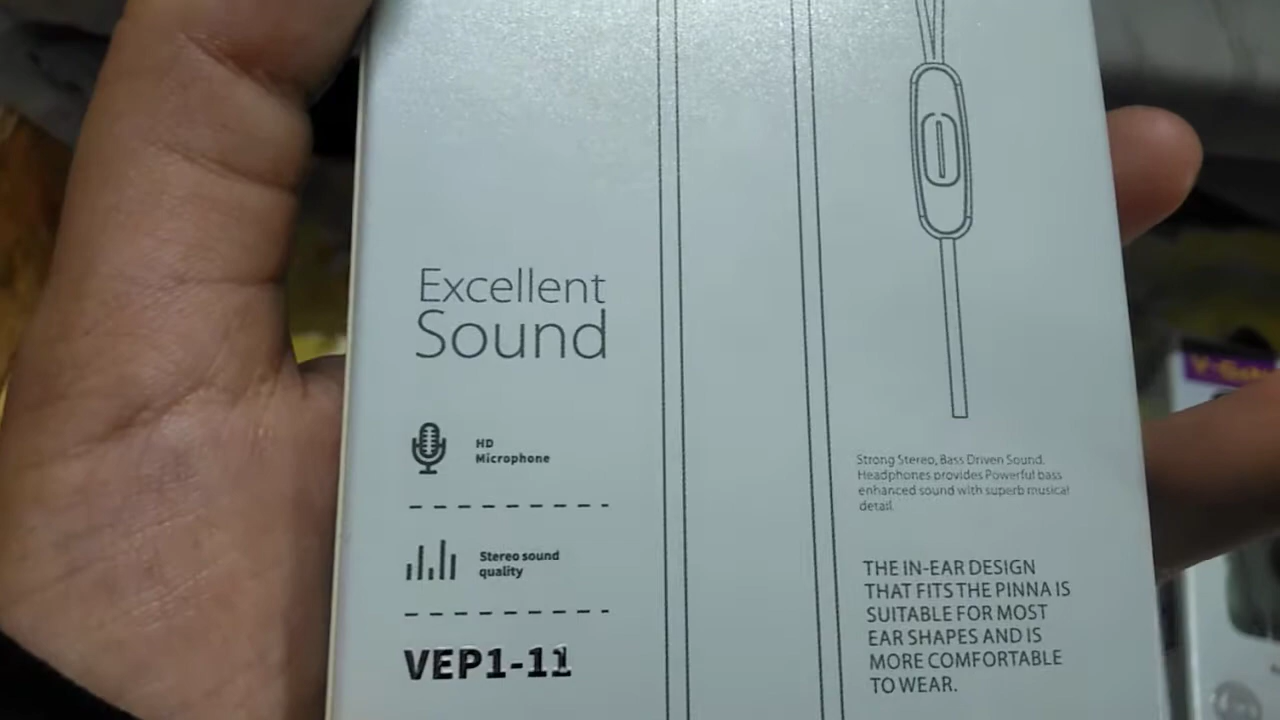 Excellent
Sound
HD
Microphone
Stereo sound
quality
VEP1-11
Strong Stereo, Bass Driven Sound.
Headphones provides Powerful bass
enhanced sound with superb musical
detail.
THE IN-EAR DESIGN
THAT FITS THE PINNA IS
SUITABLE FOR MOST
EAR SHAPES AND IS
MORE COMFORTABLE
TO WEAR.